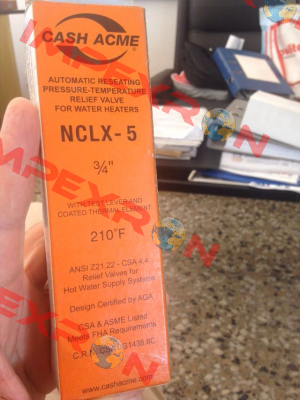 CASH ACME
AUTOMATIC RESEATING
PRESSURE-TEMPERATURE
RELIEF VALVE
FOR WATER HEATERS
NCLX-5
3/4"
WITH TEST LEVER AND
COATED THERMAL ELEMENT
210°F
ANSI Z21.22 - CSA 4.4
Relief Valves for
Hot Water Supply Systems
Design Certified by AGA
CSA & ASME Listed
Meets FHA Requirements
C.R.N.
www.cashacme.com
IMPEXRON